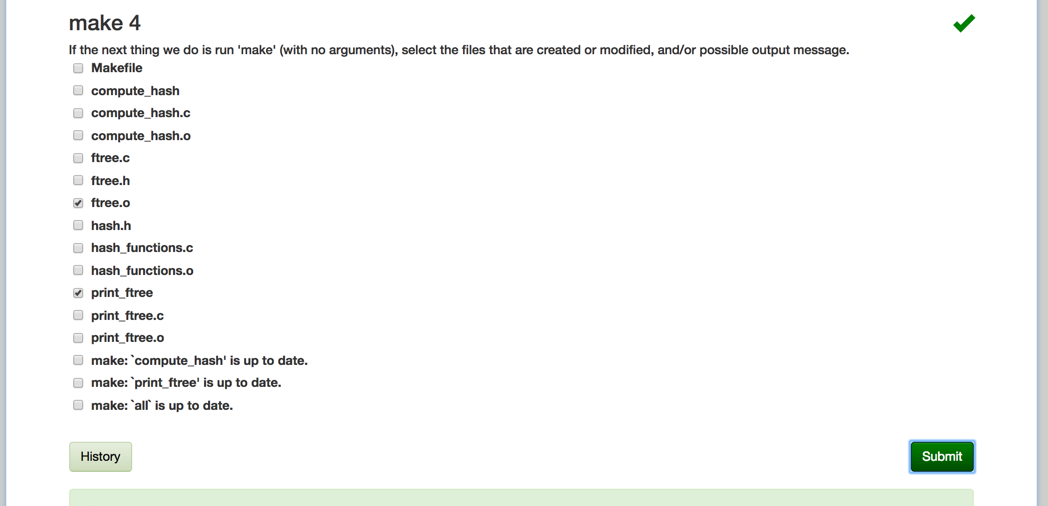 make 4
If the next thing we do is run 'make' (with no arguments), select the files that are created or modified, and/or possible output message.
Makefile
compute_hash
compute_hash.c
compute_hash.o
ftree.c
ftree.h
ftree.o
hash.h
hash_functions.c
hash_functions.o
print_ftree
print_ftree.c
print_ftree.o
make: `compute_hash' is up to date.
make: `print_ftree' is up to date.
make: `all` is up to date.
History
Submit